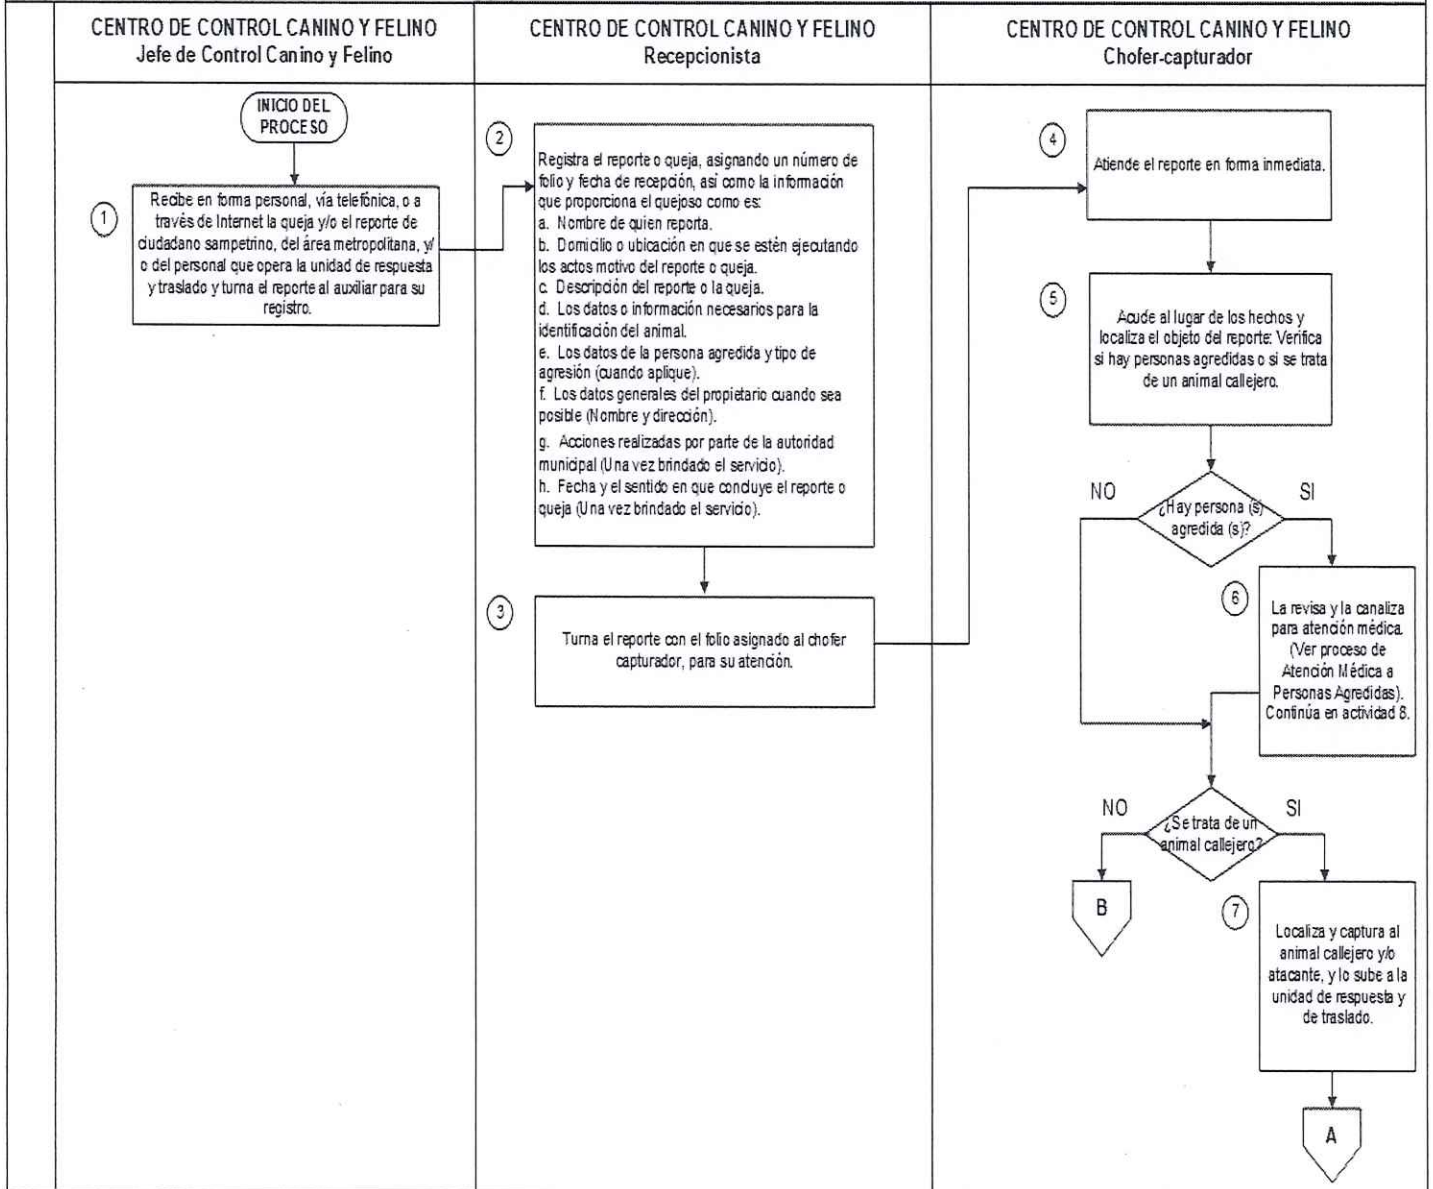 CENTRO DE CONTROL CANINO Y FELINO
Jefe de Control Canino y Felino
CENTRO DE CONTROL CANINO Y FELINO
Recepcionista
CENTRO DE CONTROL CANINO Y FELINO
Chofer-capturador
INICIO DEL
PROCESO
1
Recibe en forma personal, vía telefónica, o a
través de Internet la queja y/o el reporte de
ciudadano sampetrino, del área metropolitana, y/
o del personal que opera la unidad de respuesta
y traslado y turna el reporte al auxiliar para su
registro.
2
Registra el reporte o queja, asignando un número de
folio y fecha de recepción, así como la información
que proporciona el quejoso como es:
a. Nombre de quien reporta.
b. Domicilio o ubicación en que se estén ejecutando
los actos motivo del reporte o queja.
c. Descripción del reporte o la queja.
d. Los datos o información necesarios para la
identificación del animal.
e. Los datos de la persona agredida y tipo de
agresión (cuando aplique).
f. Los datos generales del propietario cuando sea
posible (Nombre y dirección).
g. Acciones realizadas por parte de la autoridad
municipal (Una vez brindado el servicio).
h. Fecha y el sentido en que concluye el reporte o
queja (Una vez brindado el servicio).
3
Turna el reporte con el folio asignado al chofer
capturador, para su atención.
4
Atiende el reporte en forma inmediata.
5
Acude al lugar de los hechos y
localiza el objeto del reporte: Verifica
si hay personas agredidas o si se trata
de un animal callejero.
NO
SI
¿Hay persona (s)
agredida (s)?
6
La revisa y la canaliza
para atención médica.
(Ver proceso de
Atención Médica a
Personas Agredidas).
Continúa en actividad 8.
NO
SI
¿Se trata de un
animal callejero?
B
7
Localiza y captura al
animal callejero y/o
atacante, y lo sube a la
unidad de respuesta y
de traslado.
A